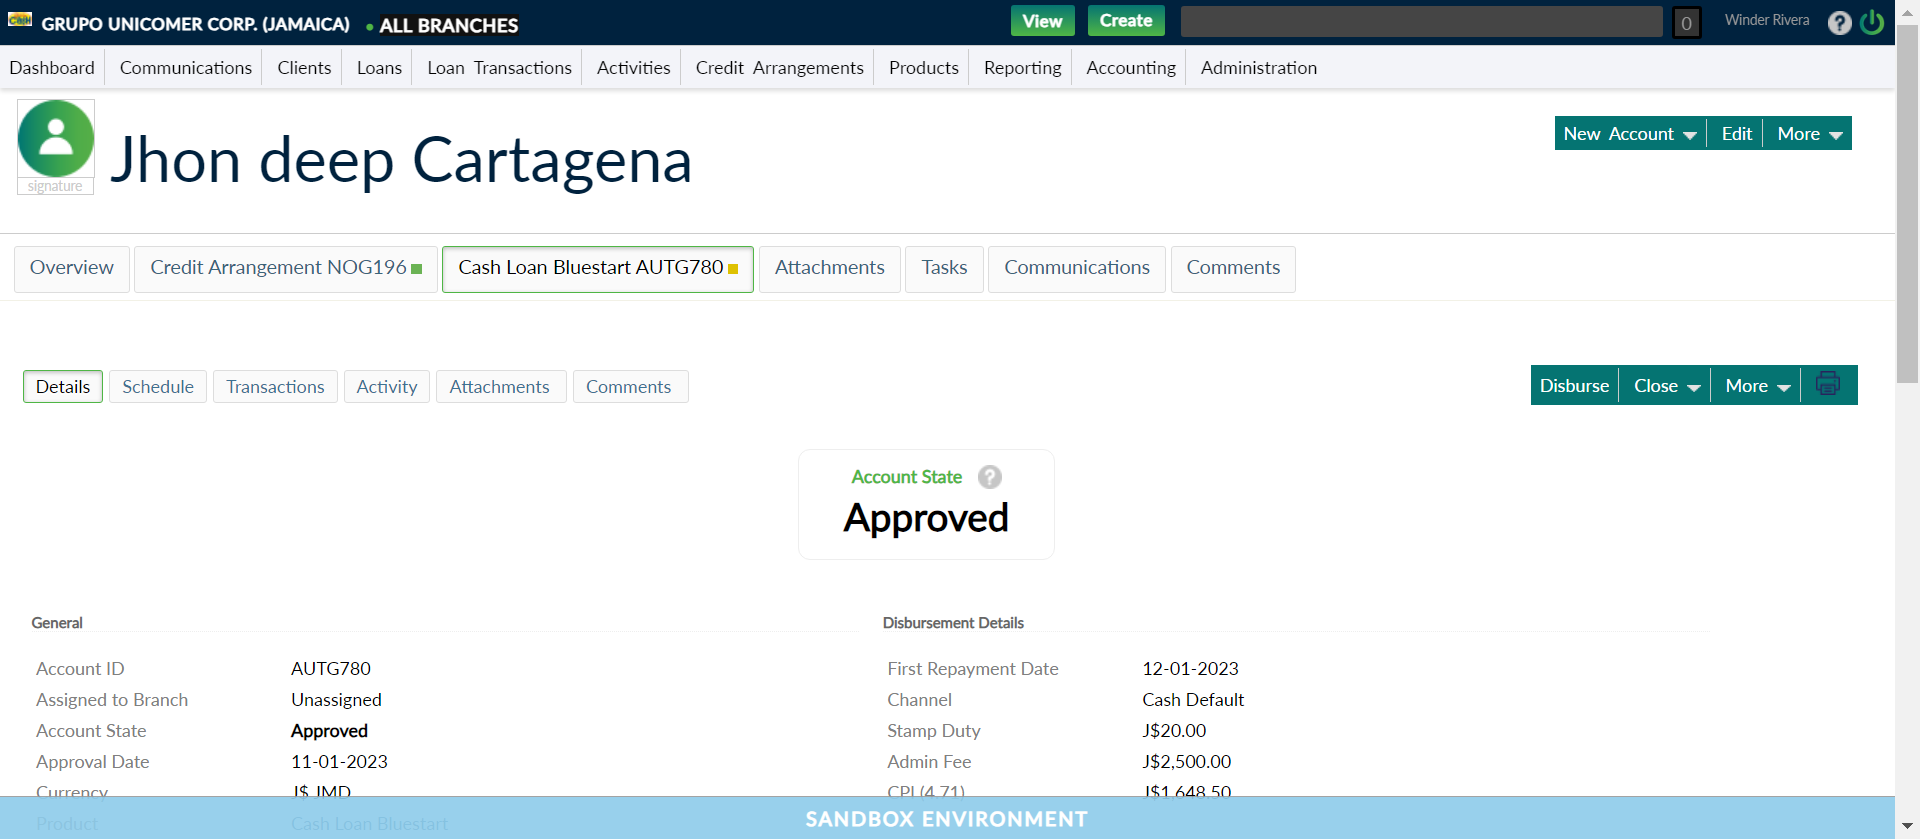 Cash GRUPO UNICOMER CORP. (JAMAICA) ALL BRANCHES View Create 0 Winder Rivera ?
Dashboard Communications Clients Loans Loan Transactions Activities Credit Arrangements Products Reporting Accounting Administration
Jhon deep Cartagena
signature
New Account Edit More
Overview Credit Arrangement NOG196 Cash Loan Bluestart AUTG780 Attachments Tasks Communications Comments
Details Schedule Transactions Activity Attachments Comments
Disburse Close More
Account State ?
Approved
General
Account ID AUTG780
Assigned to Branch Unassigned
Account State Approved
Approval Date 11-01-2023
Currency J$ JMD
Product Cash Loan Bluestart
Disbursement Details
First Repayment Date 12-01-2023
Channel Cash Default
Stamp Duty J$20.00
Admin Fee J$2,500.00
CPI (4.71) J$1,648.50
SANDBOX ENVIRONMENT